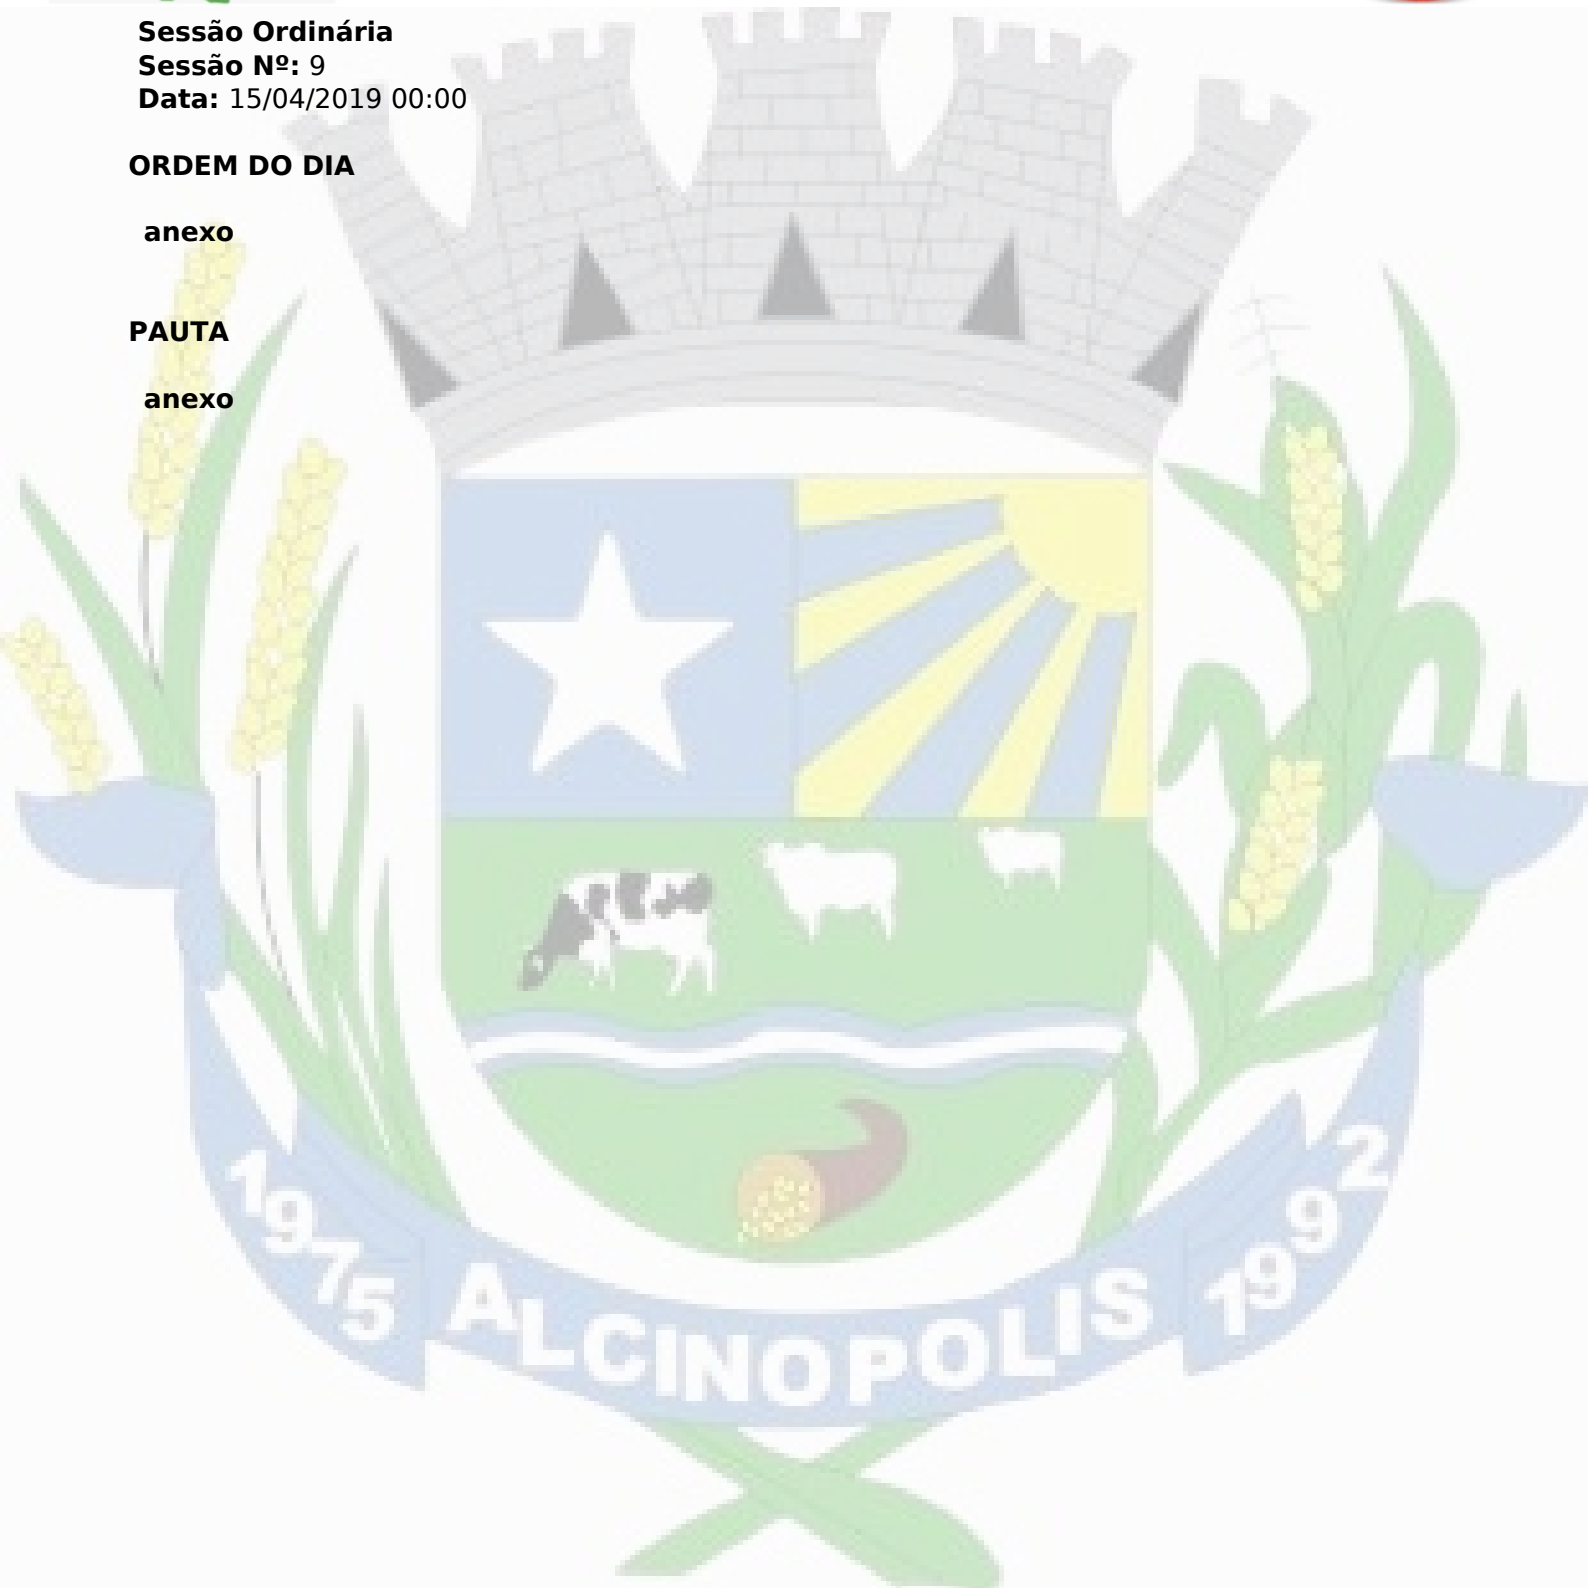 Sessão Ordinária
Sessão Nº: 9
Data: 15/04/2019 00:00
ORDEM DO DIA
anexo
PAUTA
anexo
1975 ALCINOPOLIS 1992